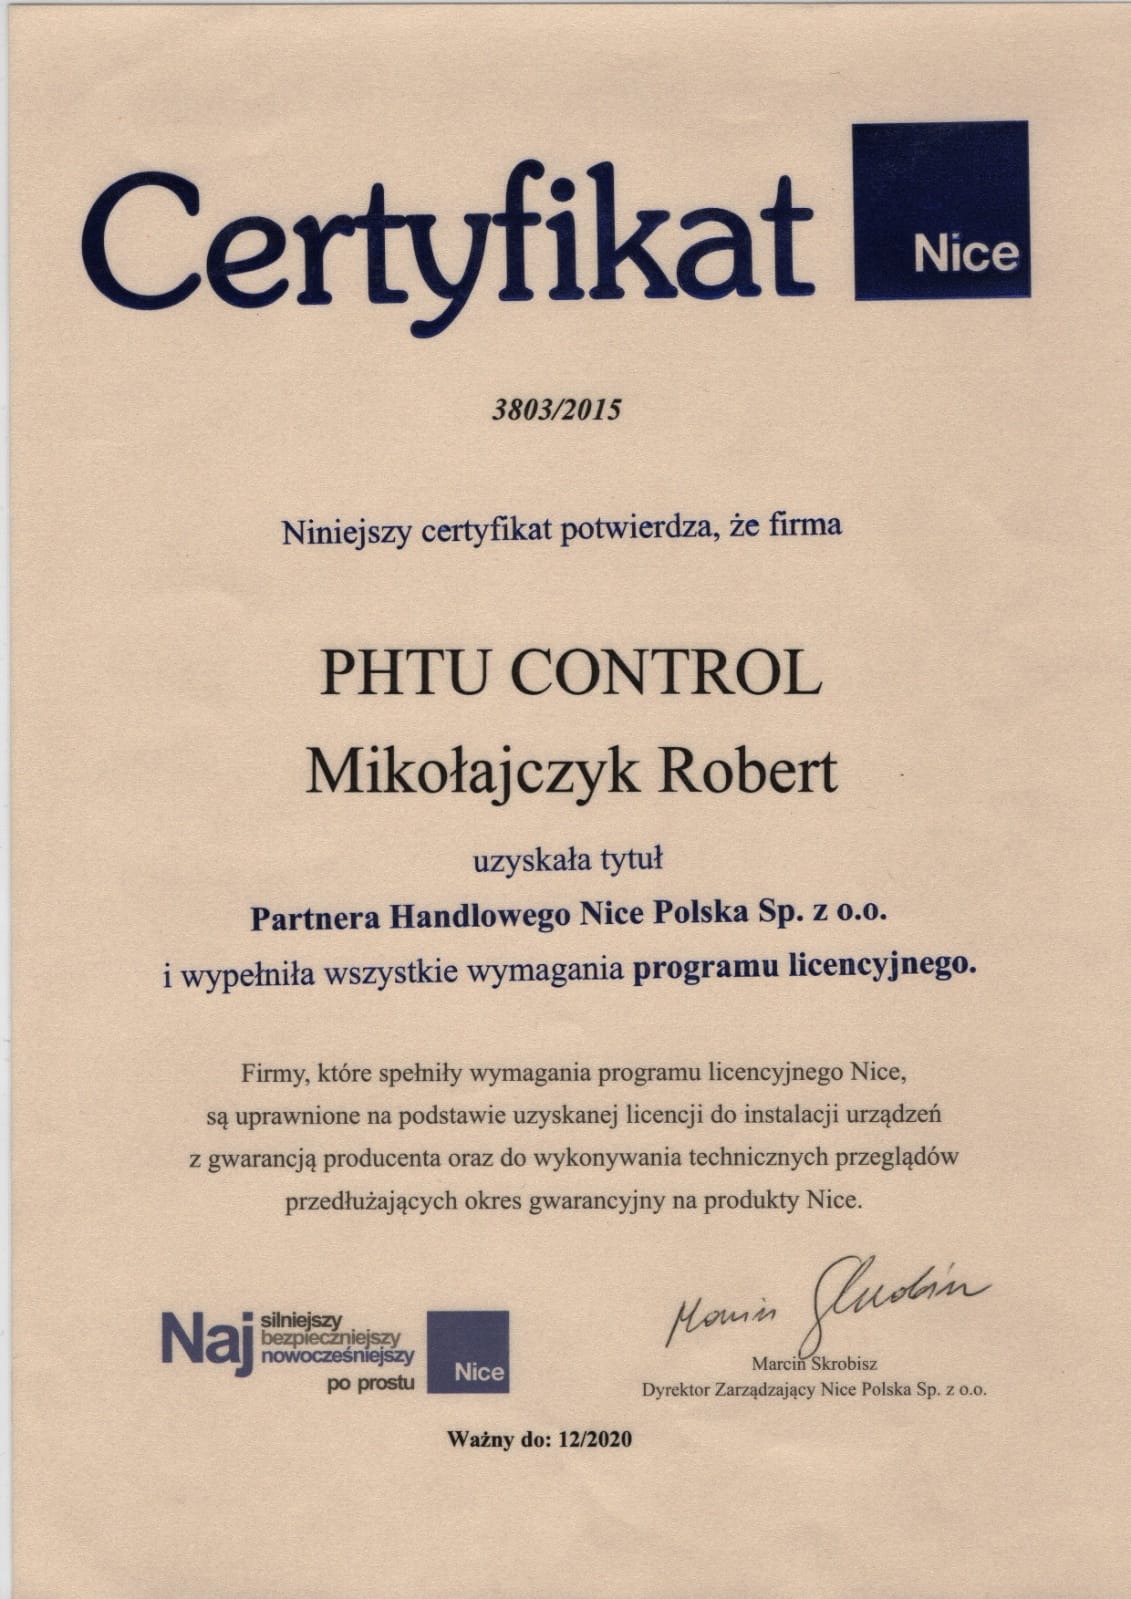 Certyfikat
Nice
3803/2015
Niniejszy certyfikat potwierdza, że firma
PHTU CONTROL
Mikołajczyk Robert
uzyskała tytuł
Partnera Handlowego Nice Polska Sp. z o.o.
i wypełniła wszystkie wymagania programu licencyjnego.
Firmy, które spełniły wymagania programu licencyjnego Nice,
są uprawnione na podstawie uzyskanej licencji do instalacji urządzeń
z gwarancją producenta oraz do wykonywania technicznych przeglądów
przedłużających okres gwarancyjny na produkty Nice.
Naj silniejszy
bezpieczniejszy
nowocześniejszy
po prostu
Nice
Marcin Skrobisz
Dyrektor Zarządzający Nice Polska Sp. z o.o.
Ważny do: 12/2020